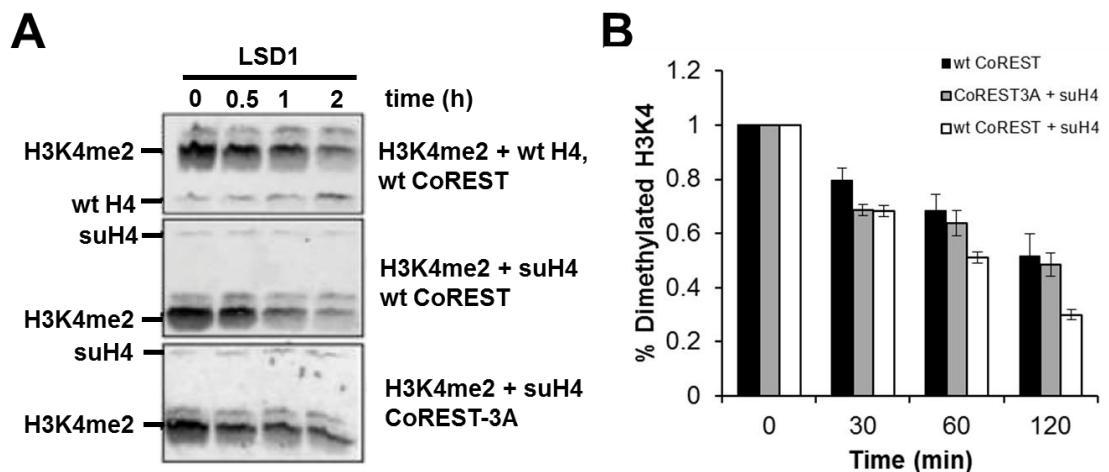 A
LSD1
0 0.5 1 2 time (h)
H3K4me2
wt H4
H3K4me2 + wt H4,
wt CoREST
suH4
H3K4me2
H3K4me2 + suH4
wt CoREST
suH4
H3K4me2
H3K4me2 + suH4
CoREST-3A
B
wt CoREST
CoREST3A + suH4
wt CoREST + suH4
% Dimethylated H3K4
1.2
1
0.8
0.6
0.4
0.2
0
0 30 60 120
Time (min)